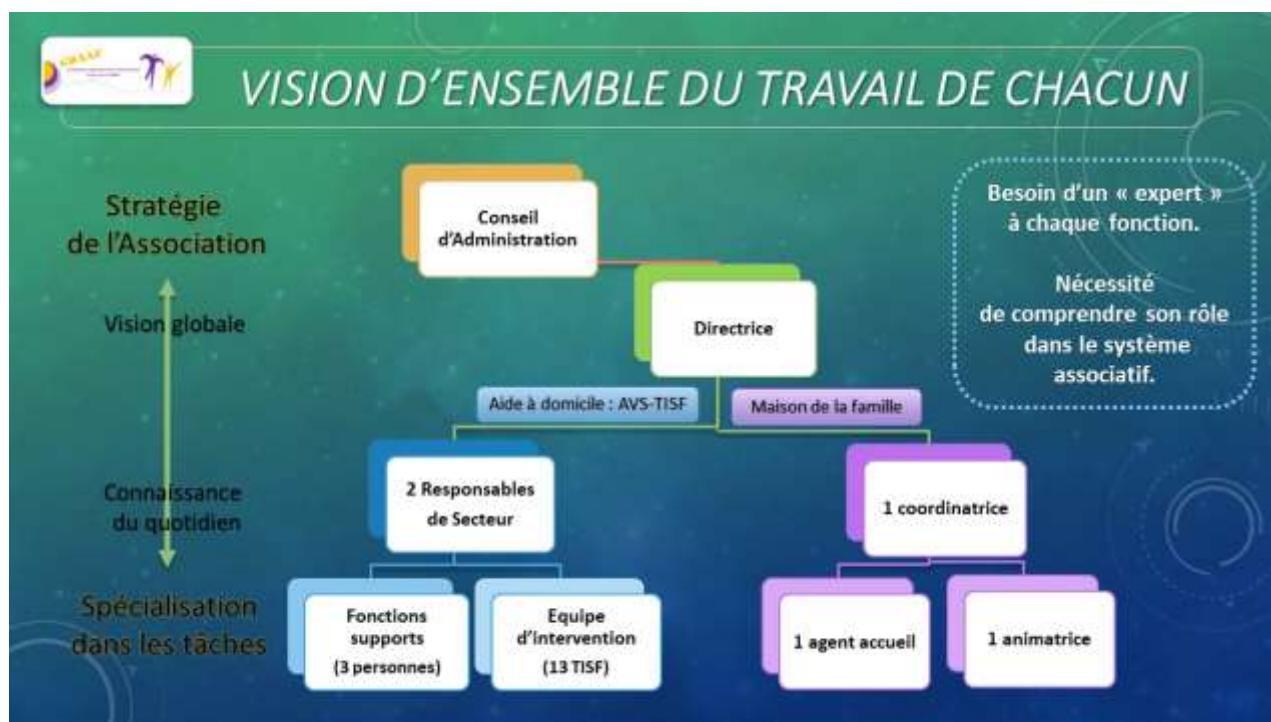 VISION D'ENSEMBLE DU TRAVAIL DE CHACUN
Stratégie
de l'Association
Vision globale
Connaissance
du quotidien
Spécialisation
dans les tâches
Conseil
d'Administration
Directrice
Aide à domicile : AVS-TISF
Maison de la famille
2 Responsables
de Secteur
1 coordinatrice
Fonctions
supports
(3 personnes)
Equipe
d'intervention
(13 TISF)
1 agent accueil
1 animatrice
Besoin d'un « expert »
à chaque fonction.
Nécessité
de comprendre son rôle
dans le système
associatif.